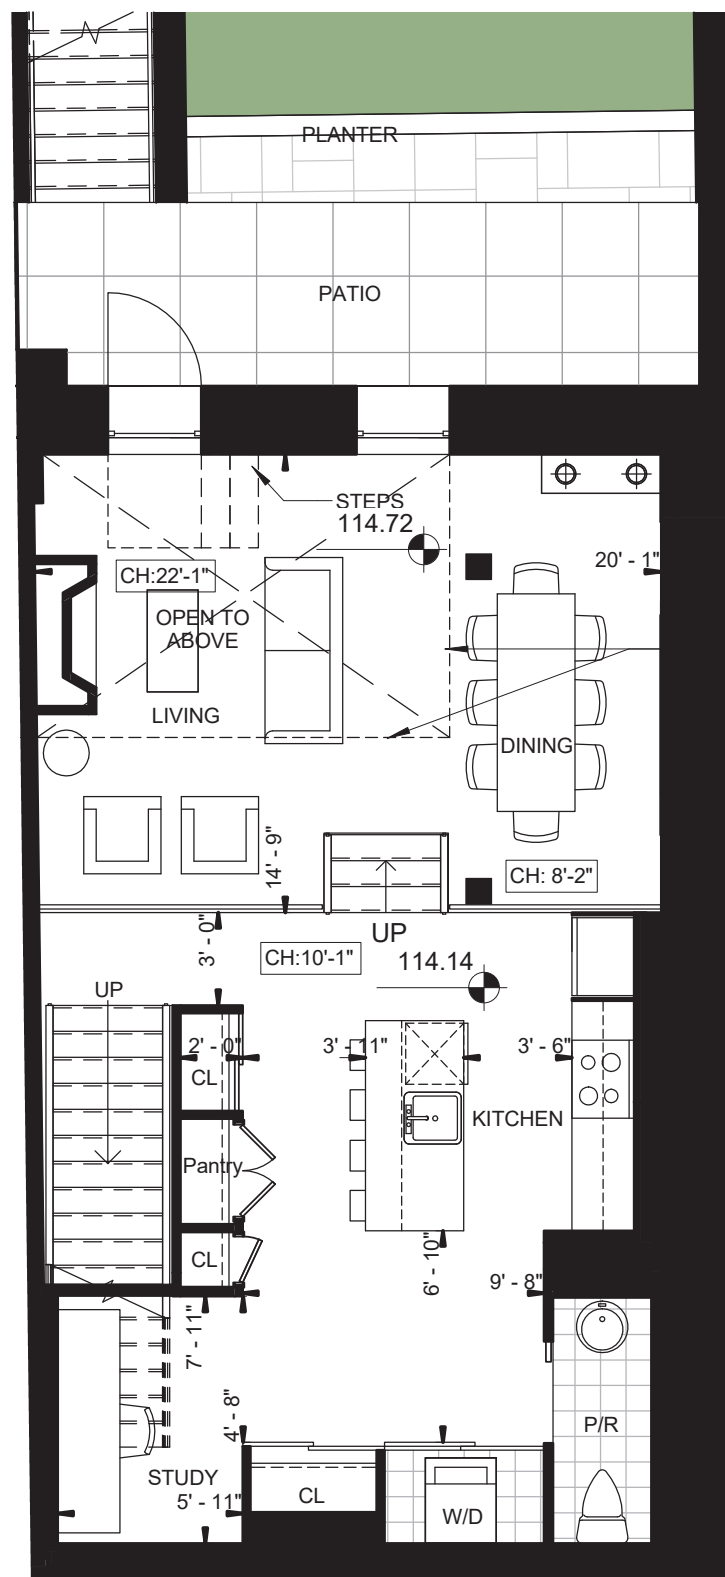 PLANTER
PATIO
STEPS
114.72
20' - 1"
CH:22'-1"
OPEN TO
ABOVE
LIVING
DINING
14' - 9"
CH: 8'-2"
3' - 0"
UP
CH:10'-1"
114.14
UP
2' - 0"
3' - 11"
3' - 6"
CL
KITCHEN
Pantry
CL
6' - 10"
9' - 8"
7' - 11"
4' - 8"
P/R
STUDY
5' - 11"
CL
W/D